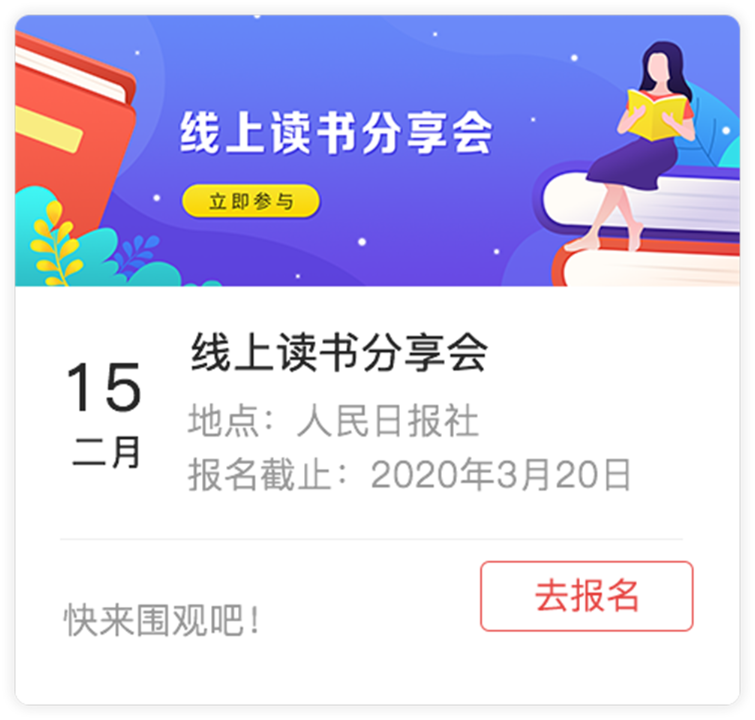 线上读书分享会
立即参与
15
二月
线上读书分享会
地点：人民日报社
报名截止：2020年3月20日
快来围观吧！
去报名